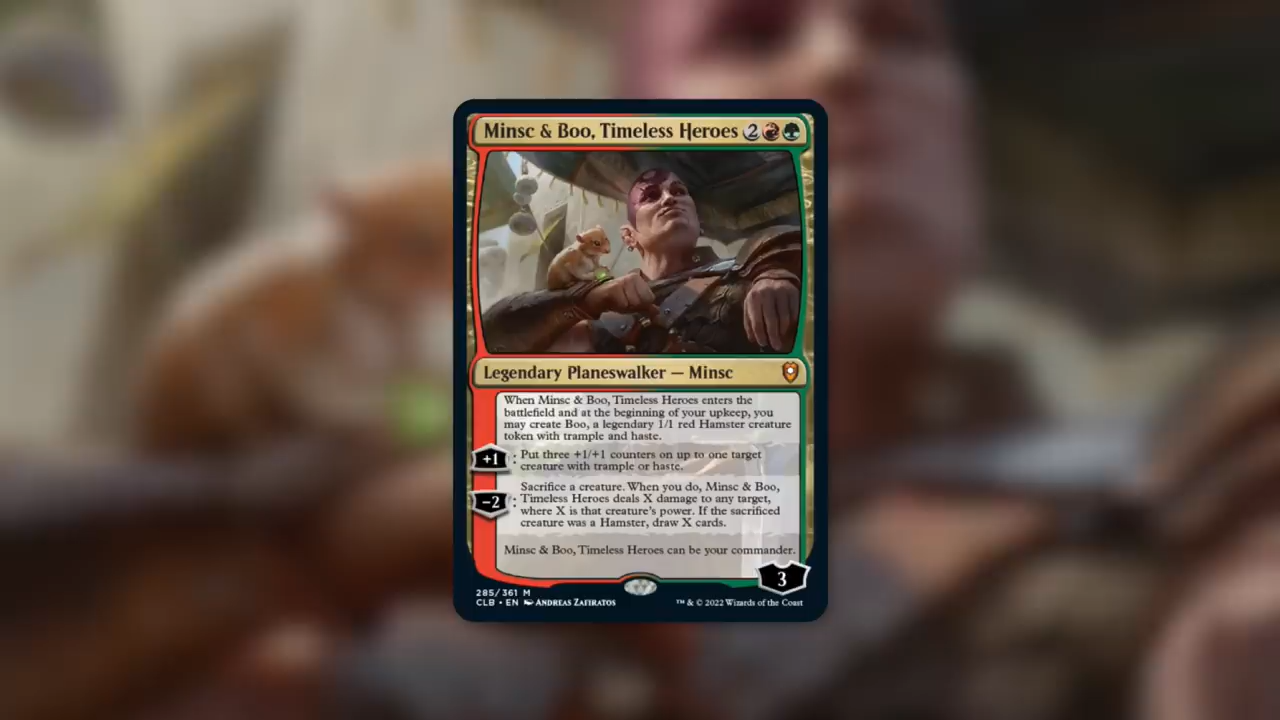 Minsc & Boo, Timeless Heroes 2
Legendary Planeswalker — Minsc
When Minsc & Boo, Timeless Heroes enters the
battlefield and at the beginning of your upkeep, you
may create Boo, a legendary 1/1 red Hamster creature
token with trample and haste.
+1 : Put three +1/+1 counters on up to one target
creature with trample or haste.
Sacrifice a creature. When you do, Minsc & Boo,
−2 : Timeless Heroes deals X damage to any target,
where X is that creature's power. If the sacrificed
creature was a Hamster, draw X cards.
Minsc & Boo, Timeless Heroes can be your commander.
3
285/361 M
CLB • EN ANDREAS ZAFIRATOS
™ & © 2022 Wizards of the Coast